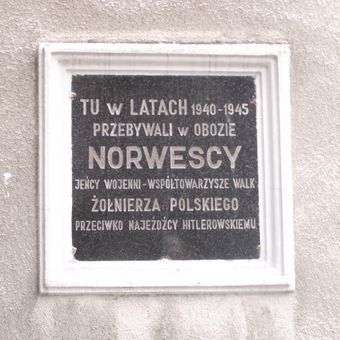 TU W LATACH 1940-1945
PRZEBYWALI W OBOZIE
NORWESCY
JEŃCY WOJENNI-WSPÓŁTOWARZYSZE WALK
ŻOŁNIERZA POLSKIEGO
PRZECIWKO NAJEŹDŹCY HITLEROWSKIEMU